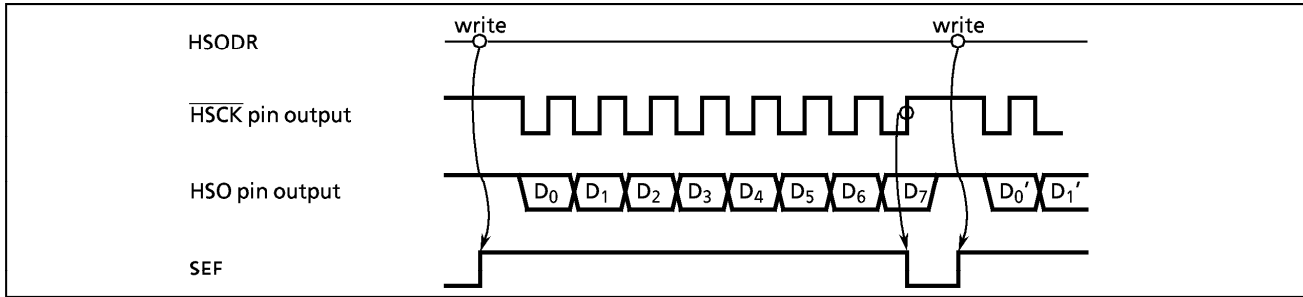 write write
HSODR
H̅S̅C̅K̅ pin output
HSO pin output D₀ D₁ D₂ D₃ D₄ D₅ D₆ D₇ D₀' D₁'
SEF